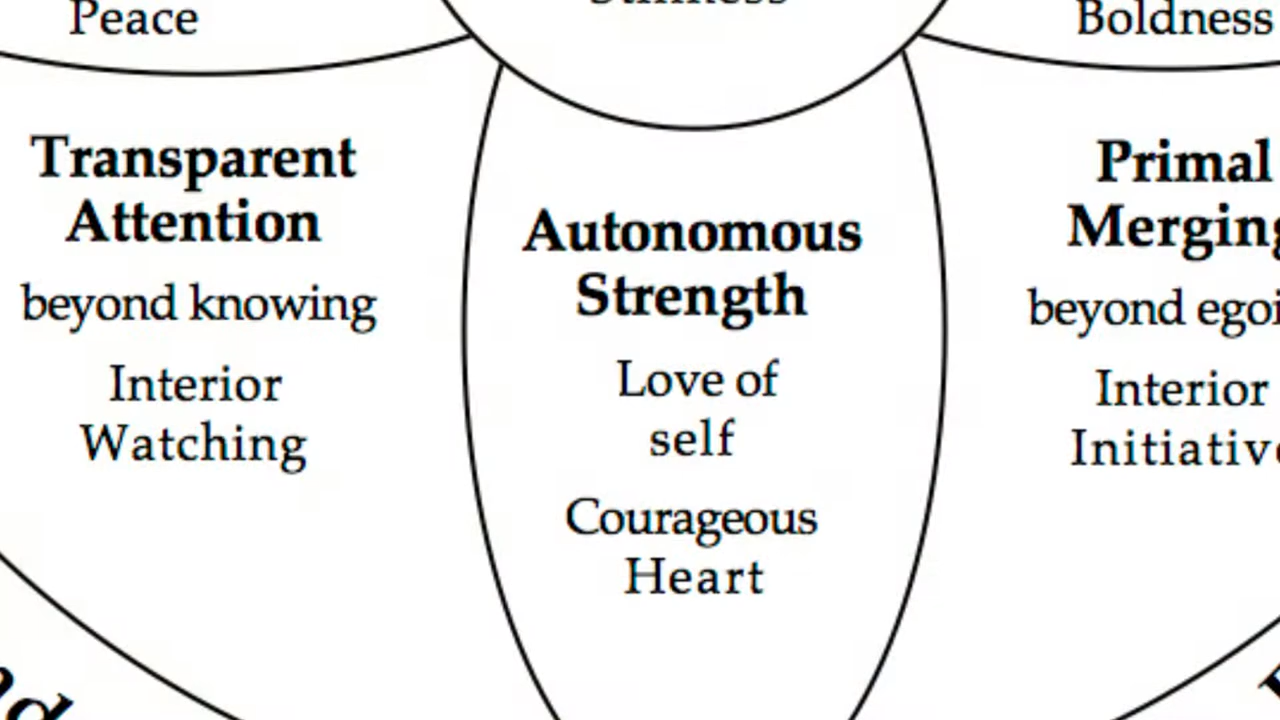 Peace
Boldness
Transparent
Attention
beyond knowing
Interior
Watching
Autonomous
Strength
Love of
self
Courageous
Heart
Primal
beyond
Interior